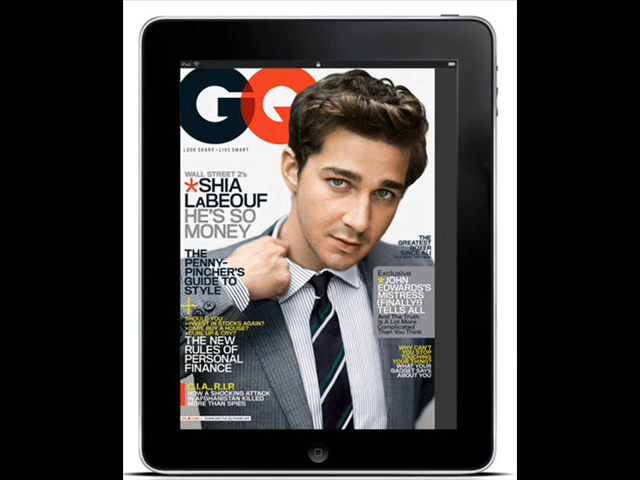 iPad
GQ
LOOK SHARP • LIVE SMART
WALL STREET 2's
*SHIA
LABEOUF
HE'S SO
MONEY
THE
PENNY-
PINCHER'S
GUIDE TO
STYLE
+
SHOULD YOU
>INVEST IN STOCKS AGAIN?
>DARE BUY A HOUSE?
>CURL UP & CRY?
THE NEW
RULES OF
PERSONAL
FINANCE
C.I.A., R.I.P.
HOW A SHOCKING ATTACK
IN AFGHANISTAN KILLED
MORE THAN SPIES
THE
GREATEST
BOXER
SINCE ALI
Exclusive
*JOHN
EDWARDS'S
MISTRESS
(FINALLY!)
TELLS ALL
And The Truth
Is A Lot More
Complicated
Than You Think
WHY CAN'T
YOU STOP
TOUCHING
YOUR THING?
WHAT YOUR
GADGET SAYS
ABOUT YOU